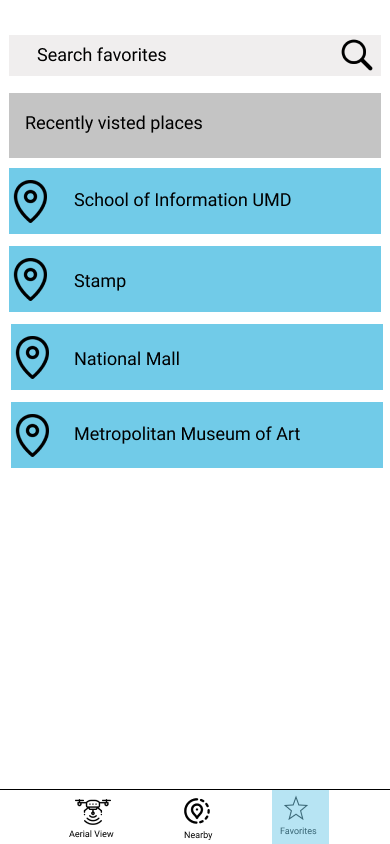 Search favorites
Recently visted places
School of Information UMD
Stamp
National Mall
Metropolitan Museum of Art
Aerial View
Nearby
Favorites